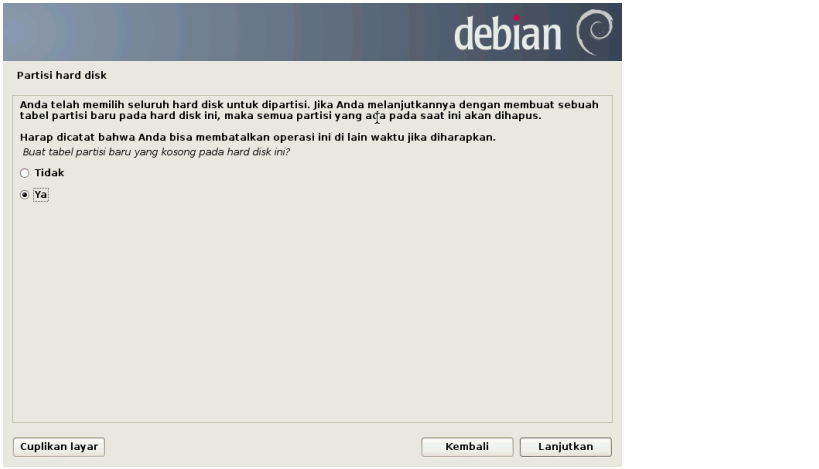 debian
Partisi hard disk
Anda telah memilih seluruh hard disk untuk dipartisi. Jika Anda melanjutkannya dengan membuat sebuah
tabel partisi baru pada hard disk ini, maka semua partisi yang ada pada saat ini akan dihapus.
Harap dicatat bahwa Anda bisa membatalkan operasi ini di lain waktu jika diharapkan.
Buat tabel partisi baru yang kosong pada hard disk ini?
Tidak
Ya
Cuplikan layar
Kembali
Lanjutkan